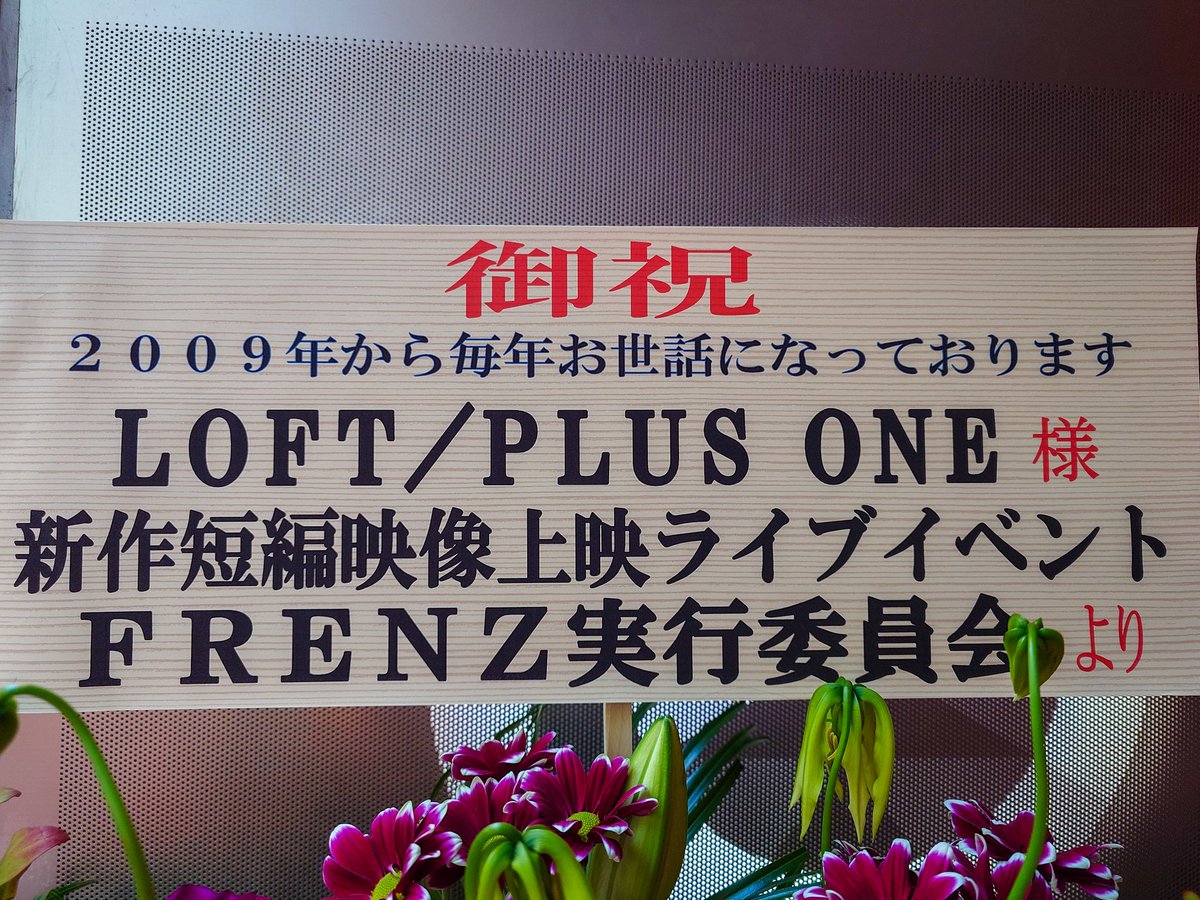 御祝
２００９年から毎年お世話になっております
LOFT／PLUS ONE 様
新作短編映像上映ライブイベント
ＦＲＥＮＺ実行委員会 より